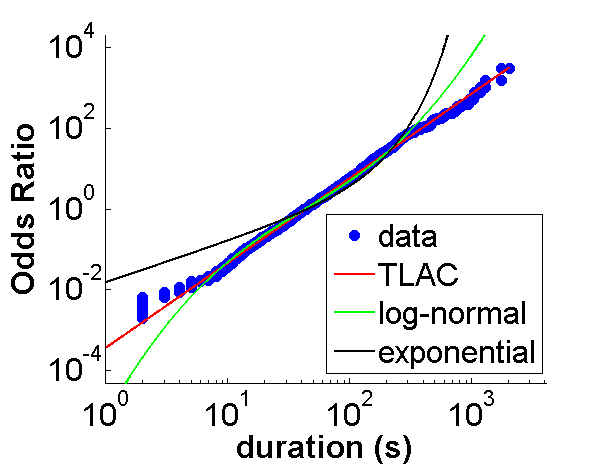 10^4
10^2
10^0
10^-2
10^-4
Odds Ratio
data
TLAC
log-normal
exponential
10^0 10^1 10^2 10^3
duration (s)